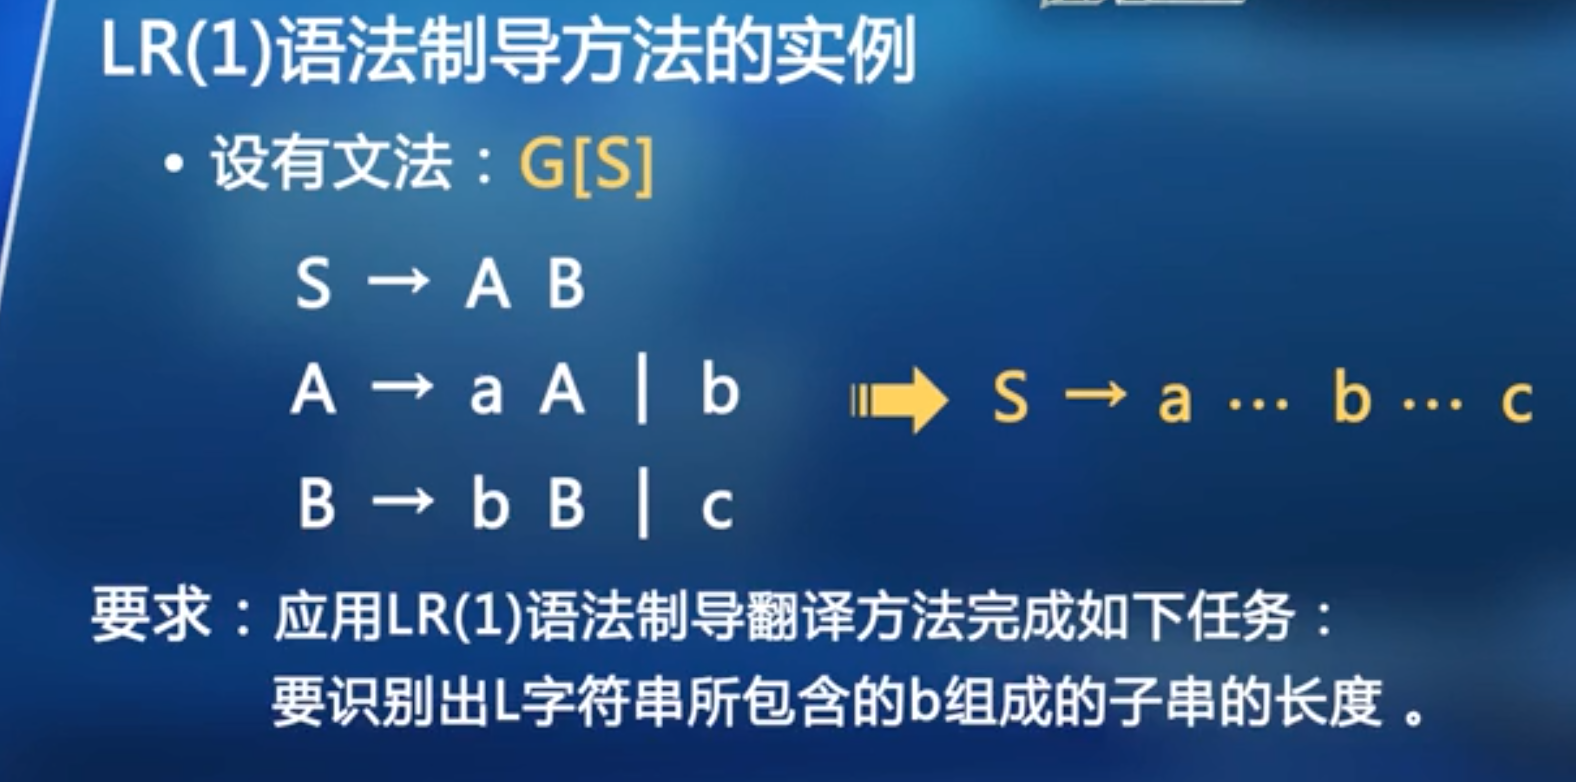 LR(1)语法制导方法的实例
• 设有文法：G[S]
S → A B
A → a A | b
S → a … b … c
B → b B | c
要求：应用LR(1)语法制导翻译方法完成如下任务：
要识别出L字符串所包含的b组成的子串的长度 。